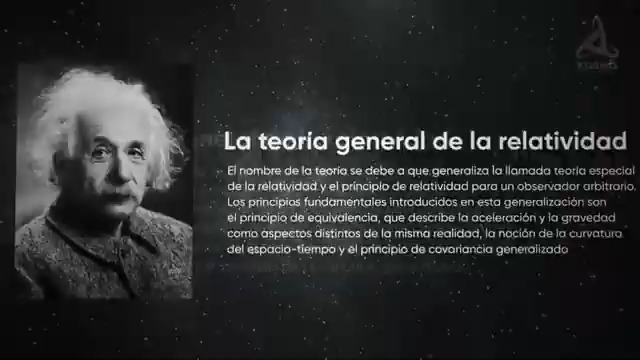 La teoría general de la relatividad
El nombre de la teoría se debe a que generaliza la llamada teoría especial
de la relatividad y el principio de relatividad para un observador arbitrario.
Los principios fundamentales introducidos en esta generalización son
el principio de equivalencia, que describe la aceleración y la gravedad
como aspectos distintos de la misma realidad, la noción de la curvatura
del espacio-tiempo y el principio de covariancia generalizado